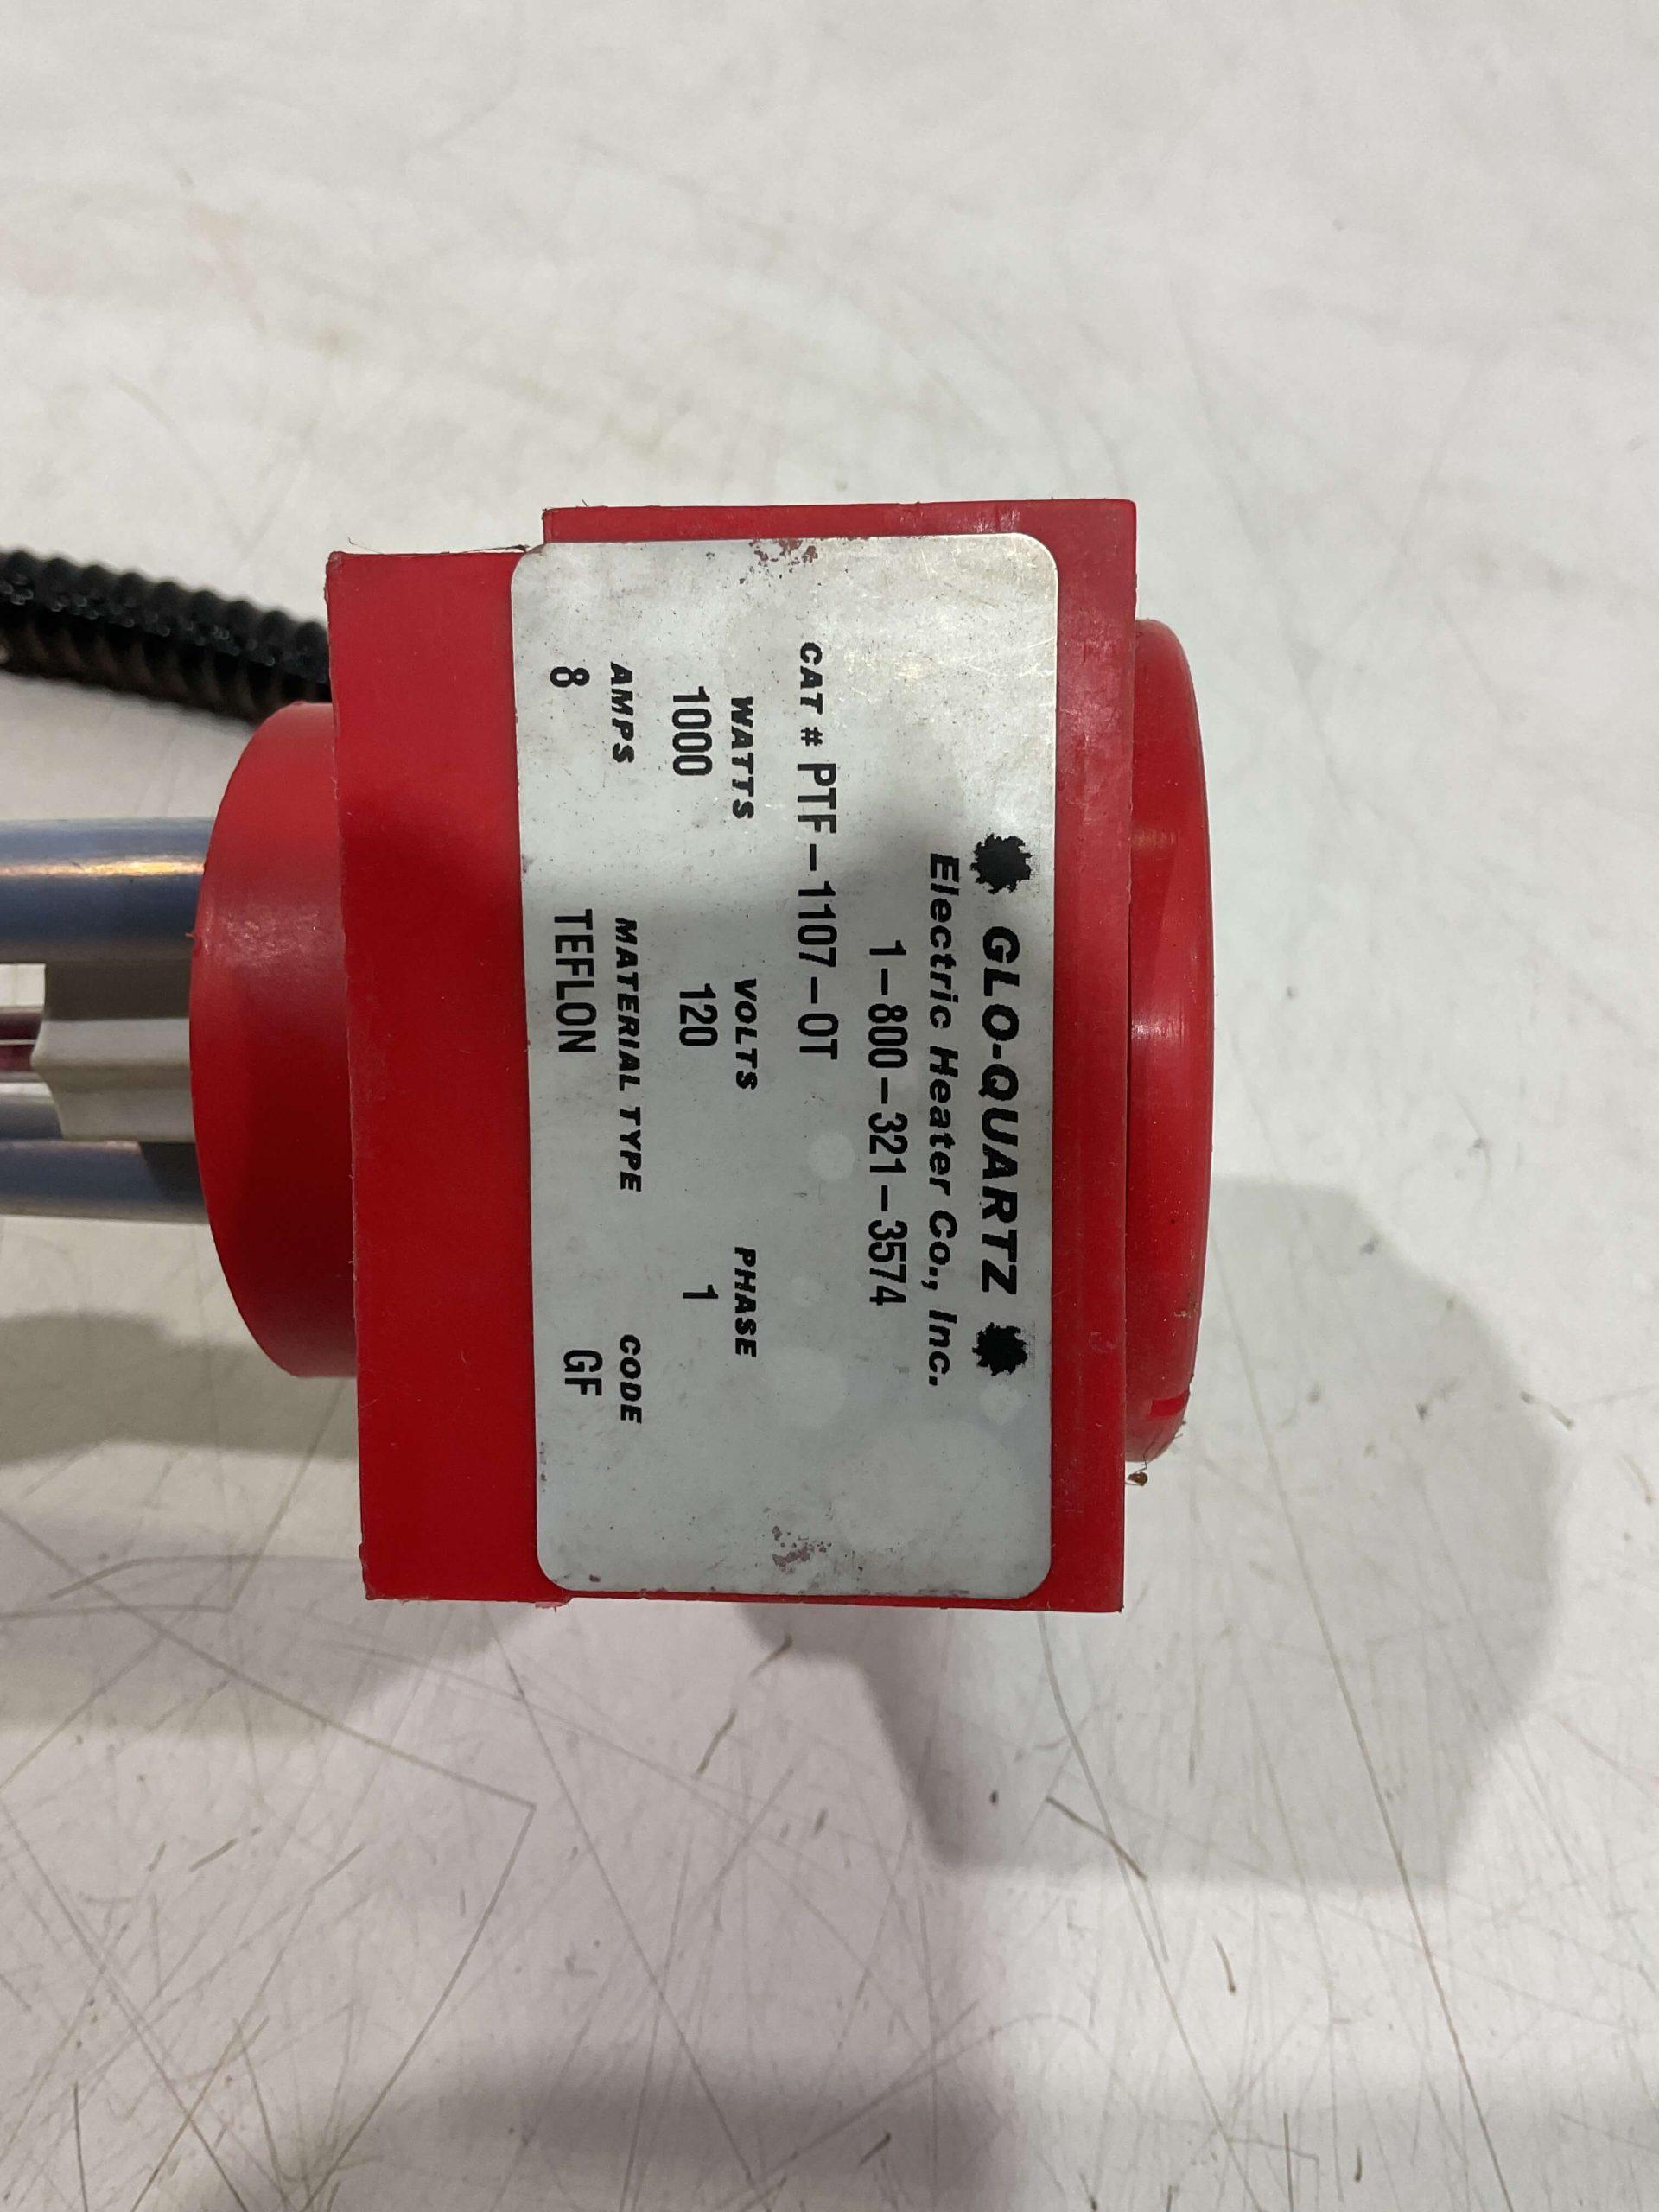 GLO-QUARTZ
Electric Heater Co., Inc.
1-800-321-3574
CAT # PTF-1107-OT
WATTS VOLTS PHASE
1000 120 1
AMPS MATERIAL TYPE CODE
8 TEFLON GF